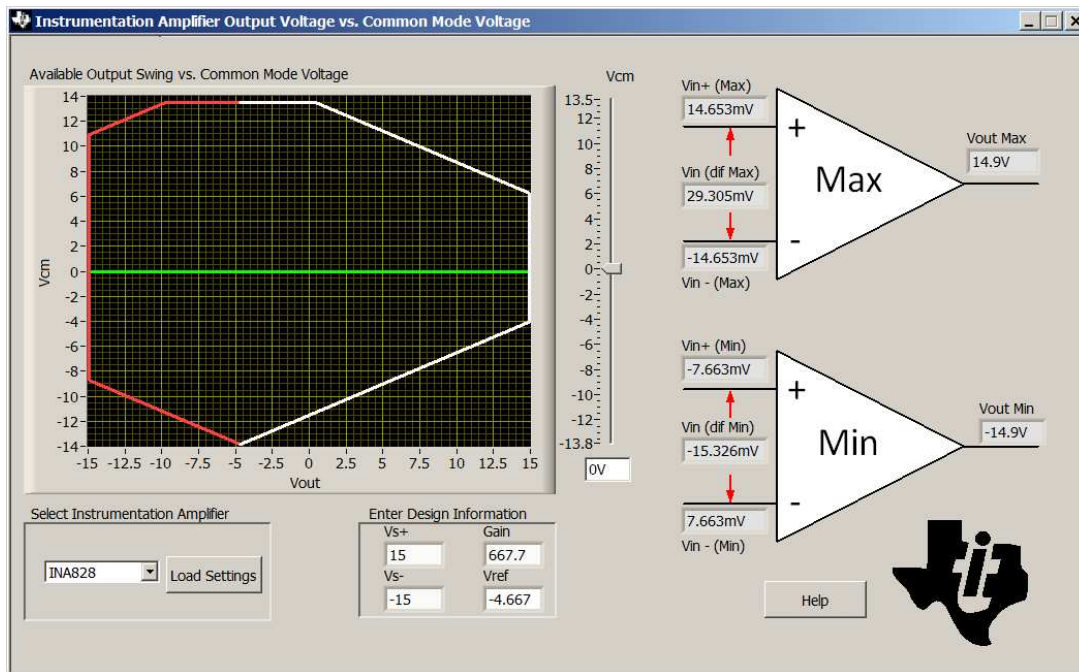 Instrumentation Amplifier Output Voltage vs. Common Mode Voltage
Available Output Swing vs. Common Mode Voltage
14
12
10
8
6
4
2
0
-2
-4
-6
-8
-10
-12
-14
Vcm
-15 -12.5 -10 -7.5 -5 -2.5 0 2.5 5 7.5 10 12.5 15
Vout
Vcm
13.5
12
10
8
6
4
2
0
-2
-4
-6
-8
-10
-13.8
0V
Vin+ (Max)
14.653mV
Vin (dif Max)
29.305mV
-14.653mV
Vin - (Max)
+
-
Max
Vout Max
14.9V
Vin+ (Min)
-7.663mV
Vin (dif Min)
-15.326mV
7.663mV
Vin - (Min)
+
-
Min
Vout Min
-14.9V
Select Instrumentation Amplifier
INA828
Load Settings
Enter Design Information
Vs+ Gain
15 667.7
Vs- Vref
-15 -4.667
Help
ti